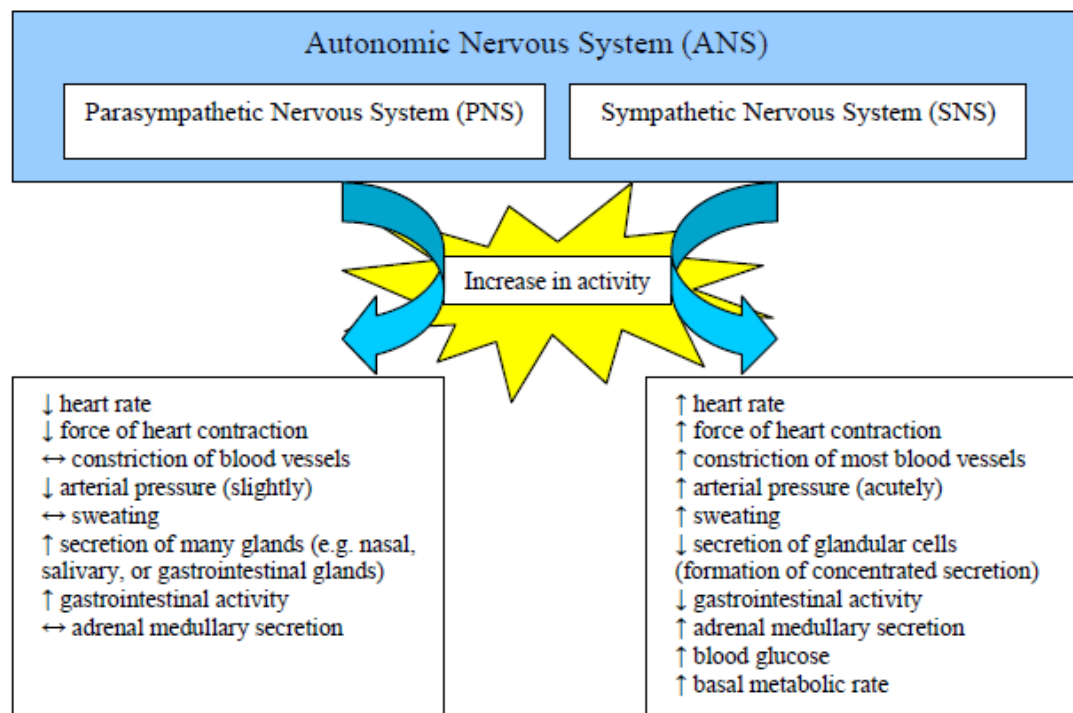 Autonomic Nervous System (ANS)
Parasympathetic Nervous System (PNS)
Sympathetic Nervous System (SNS)
Increase in activity
↓ heart rate
↓ force of heart contraction
↔ constriction of blood vessels
↓ arterial pressure (slightly)
↔ sweating
↑ secretion of many glands (e.g. nasal,
salivary, or gastrointestinal glands)
↑ gastrointestinal activity
↔ adrenal medullary secretion
↑ heart rate
↑ force of heart contraction
↑ constriction of most blood vessels
↑ arterial pressure (acutely)
↑ sweating
↓ secretion of glandular cells
(formation of concentrated secretion)
↓ gastrointestinal activity
↑ adrenal medullary secretion
↑ blood glucose
↑ basal metabolic rate